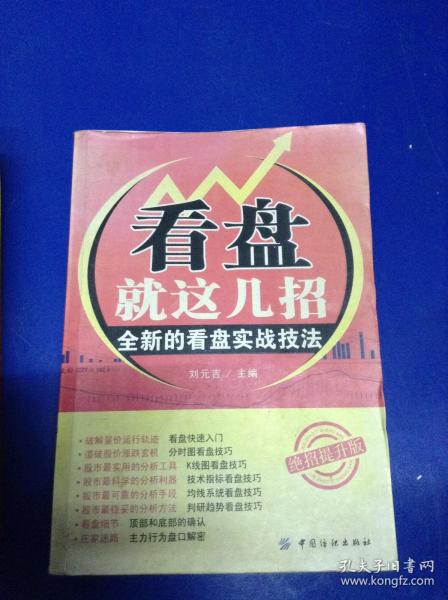 看盘
就这几招
全新的看盘实战技法
刘元吉／主编
·破解量价运行轨迹 看盘快速入门
·道破股价涨跌玄机 分时图看盘技巧
·股市最实用的分析工具 K线图看盘技巧
·股市最科学的分析利器 技术指标看盘技巧
·股市最可靠的分析手段 均线系统看盘技巧
·股市最稳妥的分析方法 判研趋势看盘技巧
·看盘细节 顶部和底部的确认
·庄家迷路 主力行为盘口解密
绝招提升版
中国纺织出版社
孔夫子旧书网
www.kongfz.com